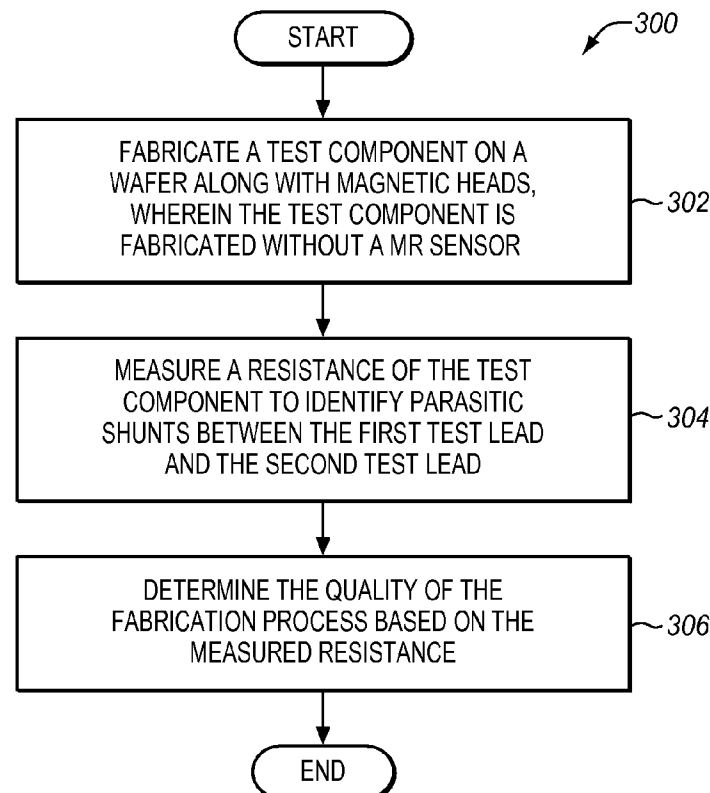 START
300
FABRICATE A TEST COMPONENT ON A
WAFER ALONG WITH MAGNETIC HEADS,
WHEREIN THE TEST COMPONENT IS
FABRICATED WITHOUT A MR SENSOR
302
MEASURE A RESISTANCE OF THE TEST
COMPONENT TO IDENTIFY PARASITIC
SHUNTS BETWEEN THE FIRST TEST LEAD
AND THE SECOND TEST LEAD
304
DETERMINE THE QUALITY OF THE
FABRICATION PROCESS BASED ON THE
MEASURED RESISTANCE
306
END